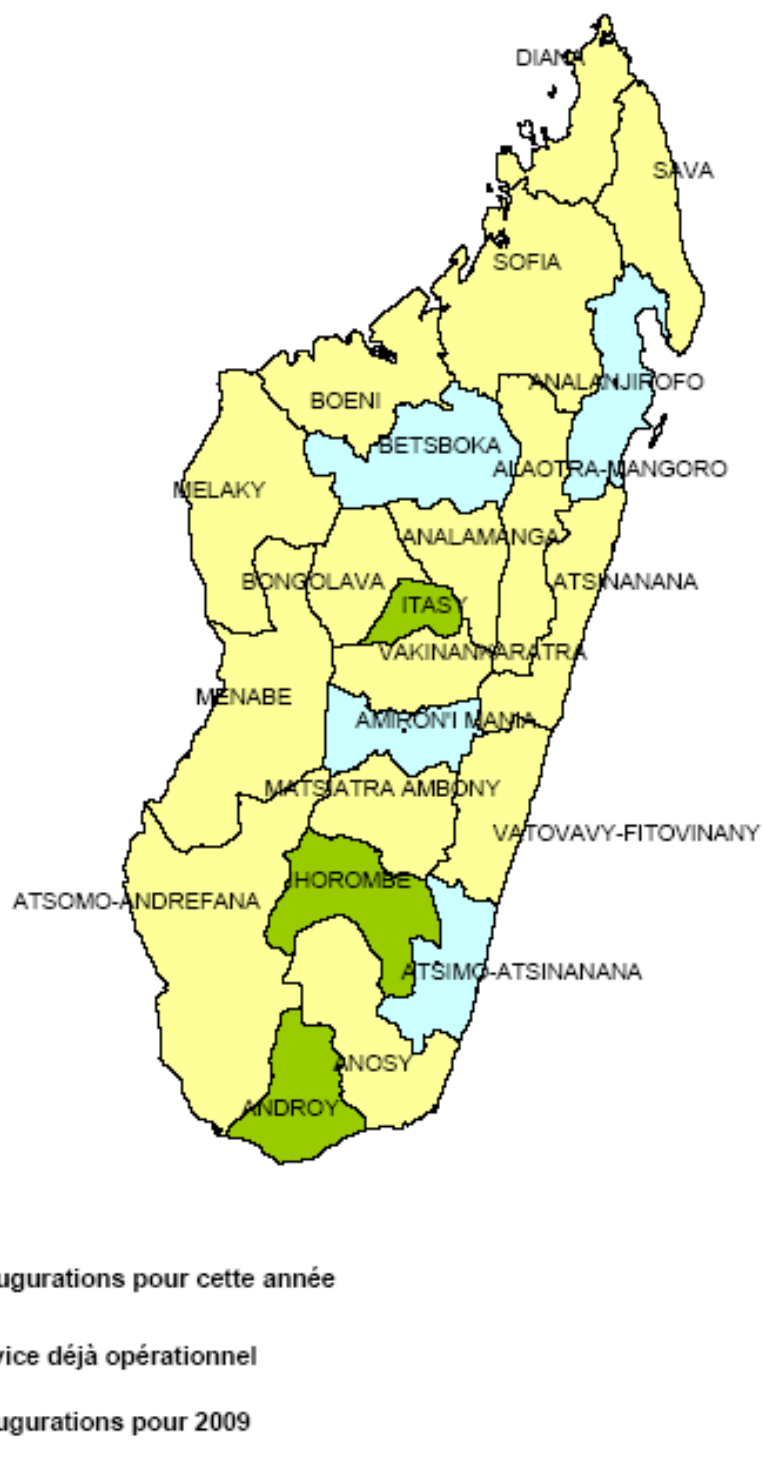 DIANA
SAVA
SOFIA
ANALANJIROFO
BOENI
BETSBOKA
ALAOTRA-MANGORO
MELAKY
ANALAMANGA
BONGOLAVA
ATSINANANA
ITASY
VAKINANKARATRA
MENABE
AMIRON'I MANIA
MATSIATRA AMBONY
VATOVAVY-FITOVINANY
IHOROMBE
ATSOMO-ANDREFANA
ATSIMO-ATSINANANA
ANOSY
ANDROY
ugurations pour cette année
vice déjà opérationnel
ugurations pour 2009